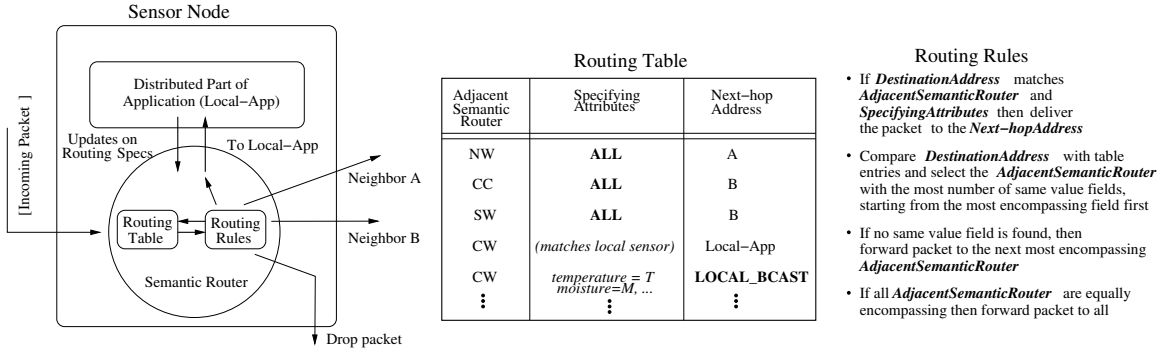 Sensor Node
Distributed Part of
Application (Local−App)
Updates on
Routing Specs
To Local−App
[Incoming Packet ]
Neighbor A
Neighbor B
Routing
Table
Routing
Rules
Semantic Router
Drop packet
Routing Table
Adjacent
Semantic
Router
Specifying
Attributes
Next−hop
Address
NW ALL A
CC ALL B
SW ALL B
CW (matches local sensor) Local−App
CW temperature = T LOCAL_BCAST
moisture=M, ...
Routing Rules
• If DestinationAddress matches
AdjacentSemanticRouter and
SpecifyingAttributes then deliver
the packet to the Next−hopAddress
• Compare DestinationAddress with table
entries and select the AdjacentSemanticRouter
with the most number of same value fields,
starting from the most encompassing field first
• If no same value field is found, then
forward packet to the next most encompassing
AdjacentSemanticRouter
• If all AdjacentSemanticRouter are equally
encompassing then forward packet to all